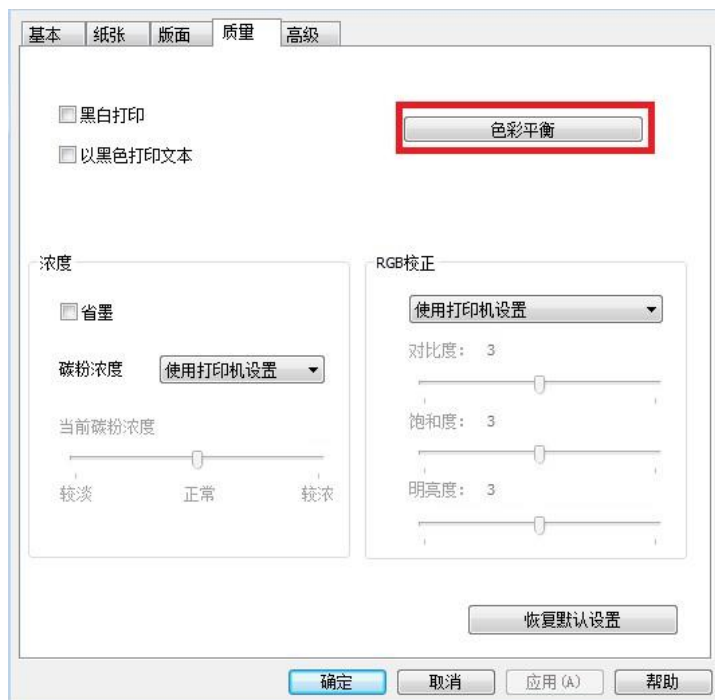 基本 纸张 版面 质量 高级
黑白打印
色彩平衡
以黑色打印文本
浓度
RGB校正
省墨
使用打印机设置
碳粉浓度 使用打印机设置
对比度: 3
当前碳粉浓度
饱和度: 3
较淡 正常 较浓
明亮度: 3
恢复默认设置
确定 取消 应用(A) 帮助